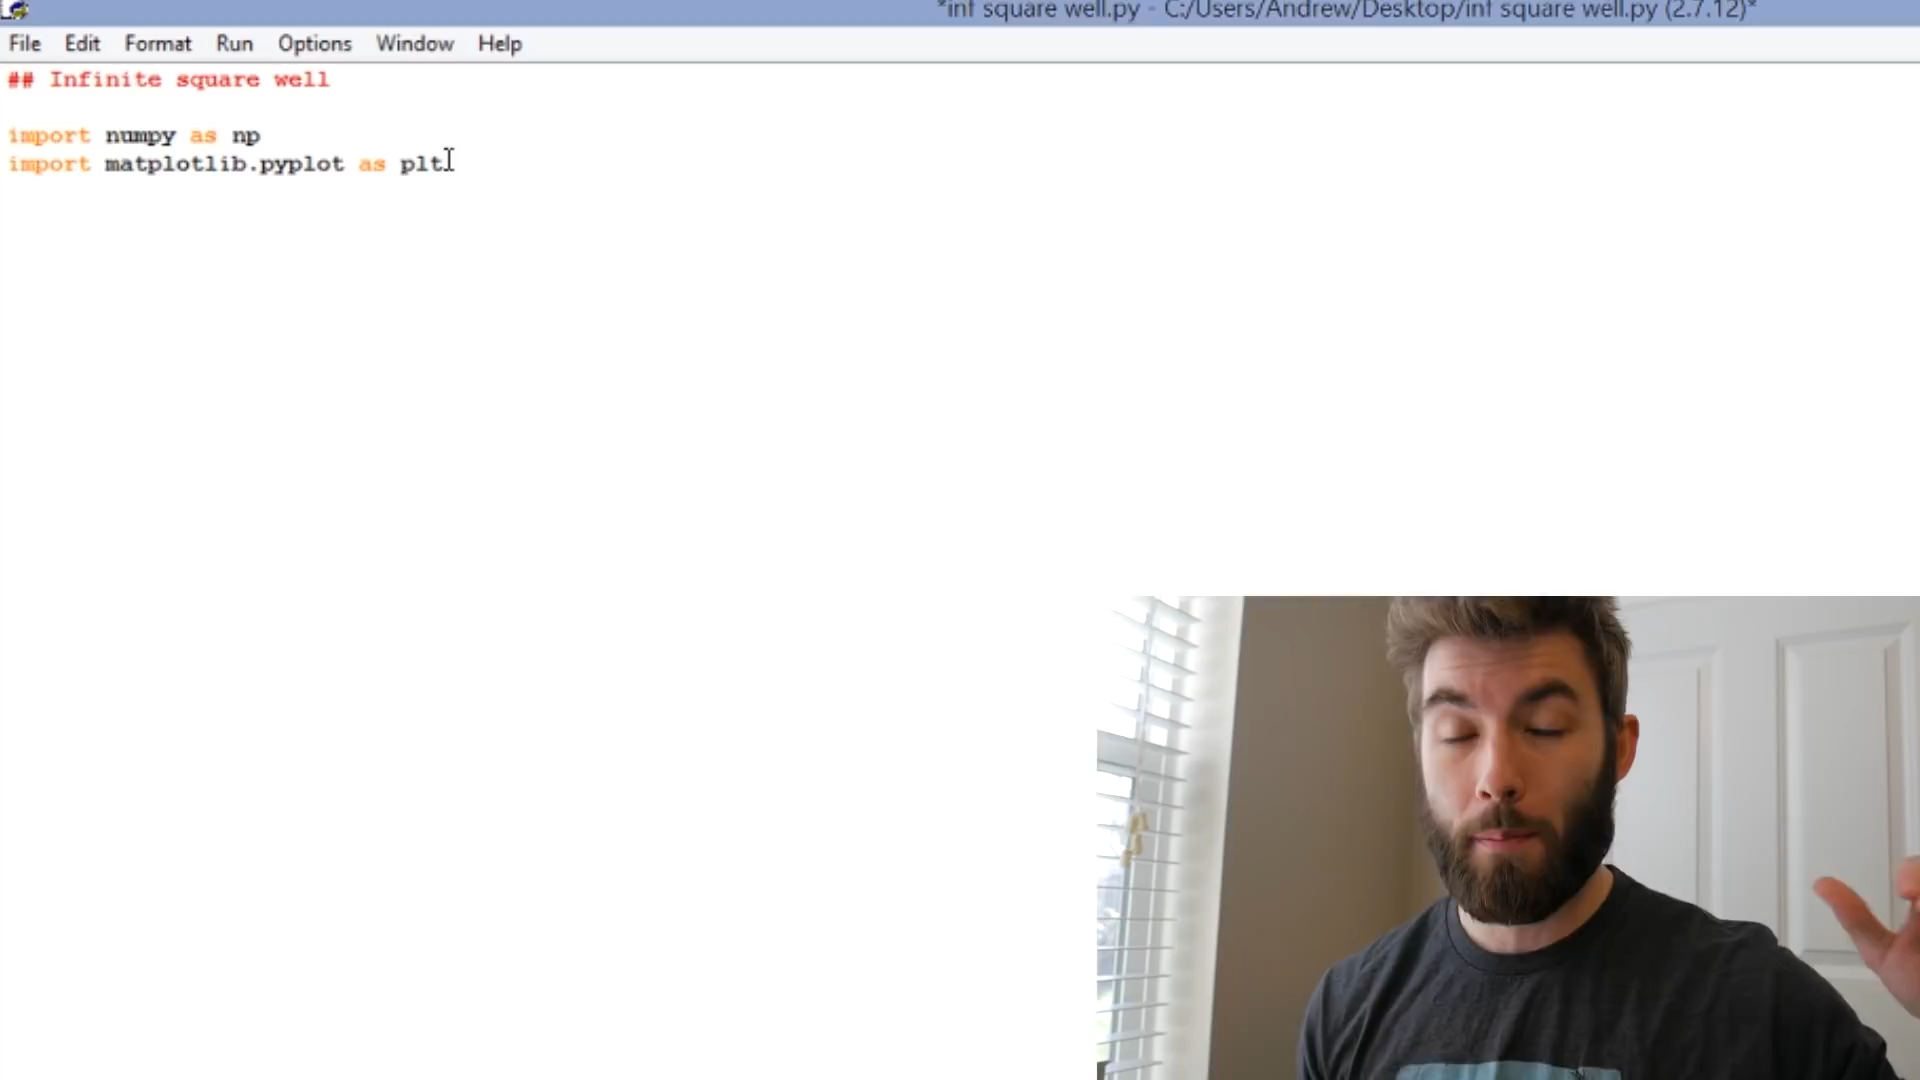 *inf square well.py - C:/Users/Andrew/Desktop/inf square well.py (2.7.12)*
File Edit Format Run Options Window Help
## Infinite square well
import numpy as np
import matplotlib.pyplot as plt